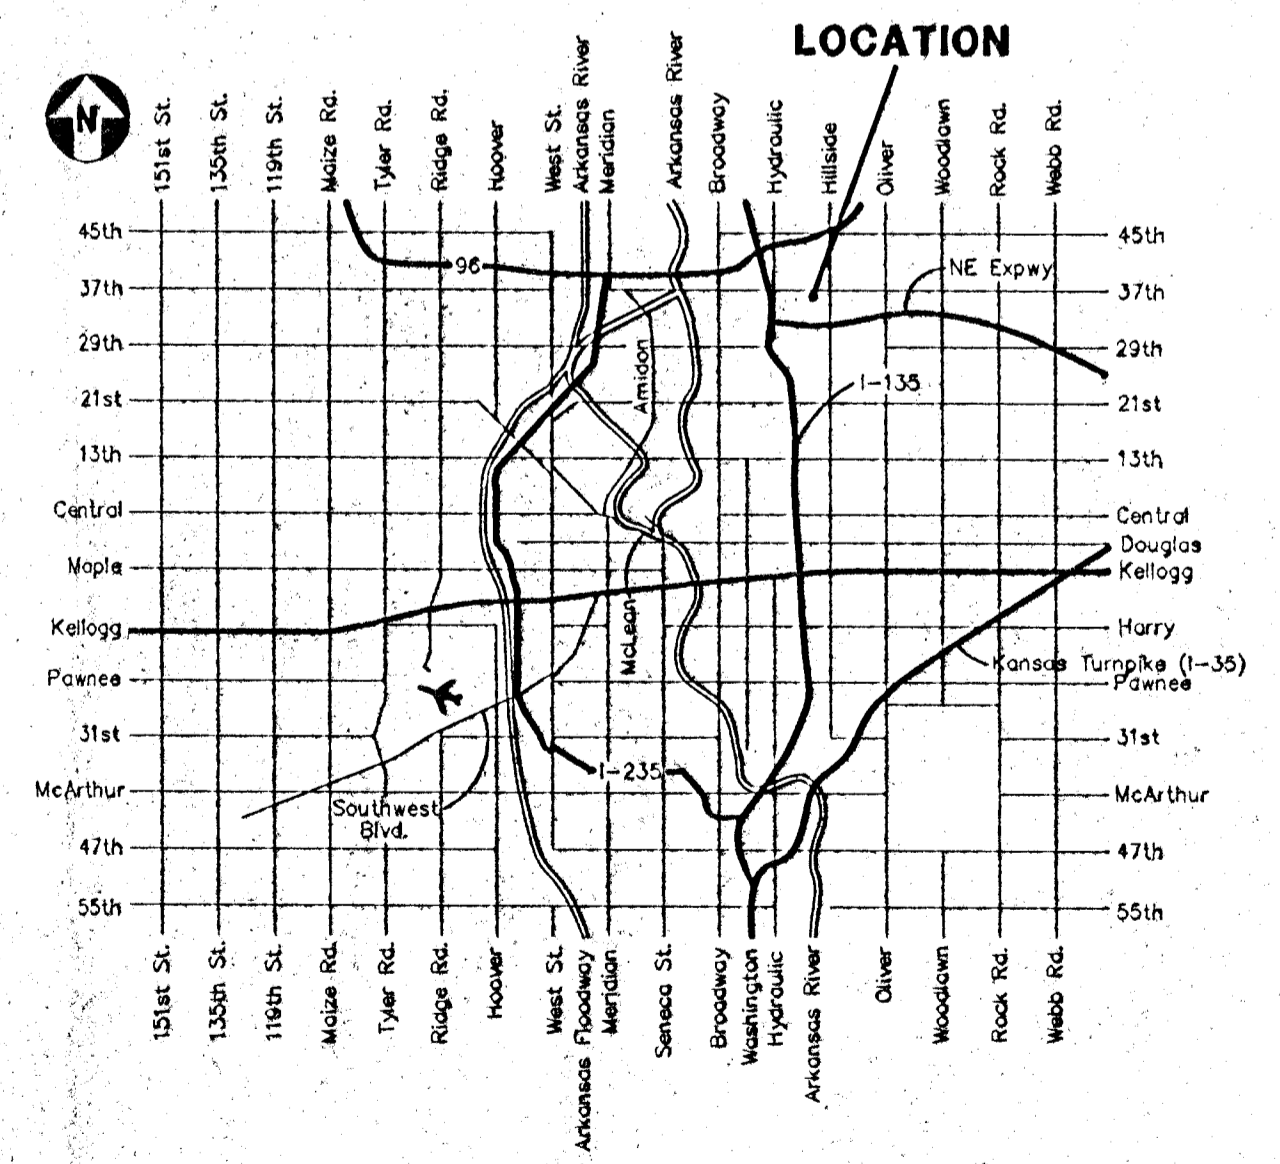 LOCATION
N
151st St.
135th St.
119th St.
Maize Rd.
Tyler Rd.
Ridge Rd.
Hoover
West St.
Arkansas River
Meridian
Arkansas River
Broadway
Hydraulic
Hillside
Oliver
Woodlawn
Rock Rd.
Webb Rd.
45th
45th
96
NE Expwy
37th
37th
29th
29th
Amidon
I-135
21st
21st
13th
13th
Central
Central
Douglas
Maple
Kellogg
McLean
Kellogg
Harry
Kansas Turnpike (I-35)
Pawnee
Pawnee
31st
31st
I-235
McArthur
McArthur
Southwest
Blvd.
47th
47th
55th
55th
151st St.
135th St.
119th St.
Maize Rd.
Tyler Rd.
Ridge Rd.
Hoover
West St.
Arkansas Floodway
Meridian
Seneca St.
Broadway
Washington
Hydraulic
Arkansas River
Oliver
Woodlawn
Rock Rd.
Webb Rd.